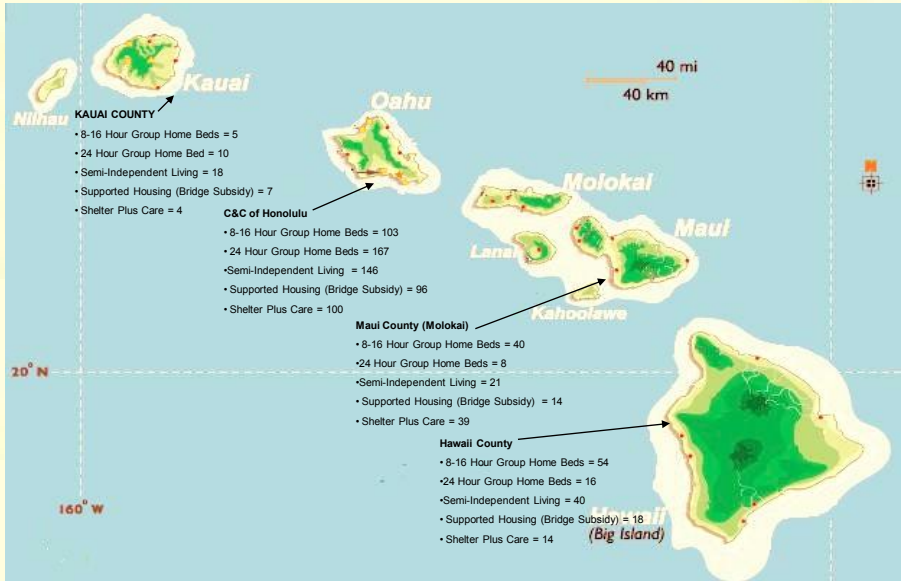 40 mi
40 km
Kauai
Niihau
Oahu
KAUAI COUNTY
• 8-16 Hour Group Home Beds = 5
• 24 Hour Group Home Bed = 10
• Semi-Independent Living = 18
• Supported Housing (Bridge Subsidy) = 7
• Shelter Plus Care = 4
Molokai
N
C&C of Honolulu
• 8-16 Hour Group Home Beds = 103
• 24 Hour Group Home Beds = 167
•Semi-Independent Living = 146
• Supported Housing (Bridge Subsidy) = 96
• Shelter Plus Care = 100
Maui
Lanai
Kahoolawe
Maui County (Molokai)
• 8-16 Hour Group Home Beds = 40
•24 Hour Group Home Beds = 8
•Semi-Independent Living = 21
• Supported Housing (Bridge Subsidy) = 14
• Shelter Plus Care = 39
20° N
Hawaii County
• 8-16 Hour Group Home Beds = 54
•24 Hour Group Home Beds = 16
•Semi-Independent Living = 40
• Supported Housing (Bridge Subsidy) = 18
• Shelter Plus Care = 14
160° W
Hawaii
(Big Island)